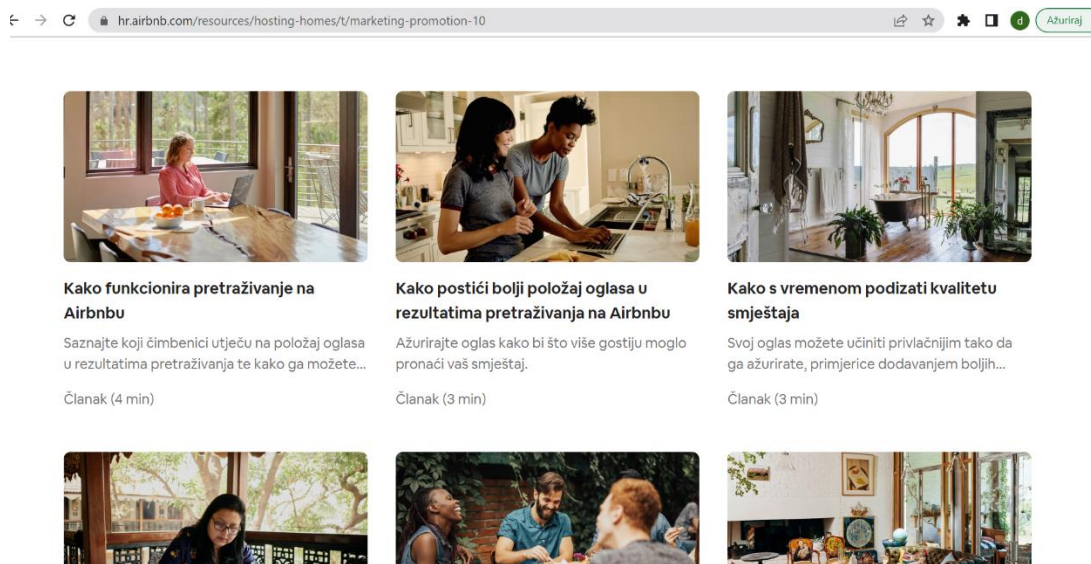 hr.airbnb.com/resources/hosting-homes/t/marketing-promotion-10
d
Ažuriraj
Kako funkcionira pretraživanje na
Airbnbu
Saznajte koji čimbenici utječu na položaj oglasa
u rezultatima pretraživanja te kako ga možete...
Članak (4 min)
Kako postići bolji položaj oglasa u
rezultatima pretraživanja na Airbnbu
Ažurirajte oglas kako bi što više gostiju moglo
pronaći vaš smještaj.
Članak (3 min)
Kako s vremenom podizati kvalitetu
smještaja
Svoj oglas možete učiniti privlačnijim tako da
ga ažurirate, primjerice dodavanjem boljih...
Članak (3 min)